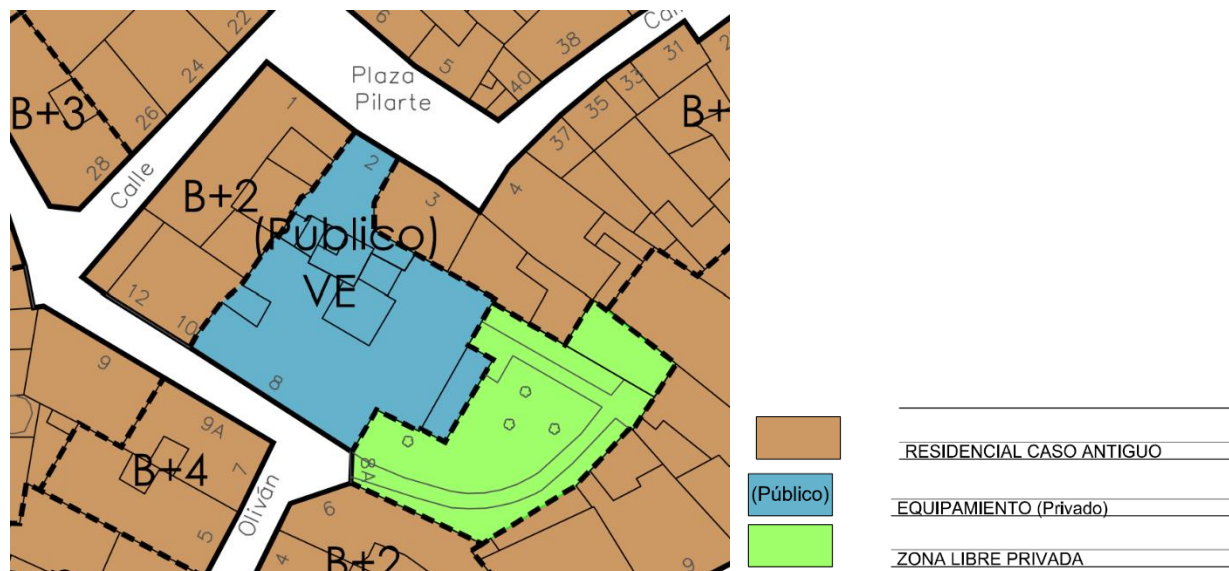 22
24
26
28
B+3
Calle
Plaza
Pilarte
5
38
40
31
33
35
37
4
B+
1
2
3
B+2
(Público)
VE
12
10
8
8A
9
9A
7
B+4
5
Oliván
6
4
B+2
9
RESIDENCIAL CASO ANTIGUO
(Público)
EQUIPAMIENTO (Privado)
ZONA LIBRE PRIVADA